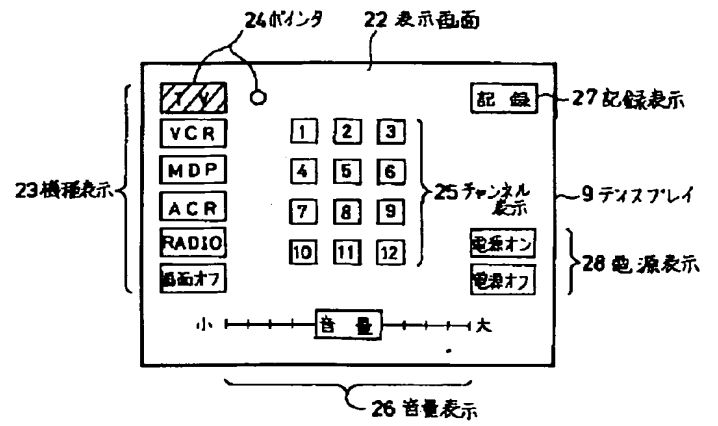 24ポインタ
22 表示画面
TV
記録
27記録表示
VCR
1 2 3
MDP
4 5 6
23機種表示
25チャンネル
表示
9ディスプレイ
ACR
7 8 9
RADIO
電源オン
10 11 12
28電源表示
画面オフ
電源オフ
小
音量
大
26音量表示